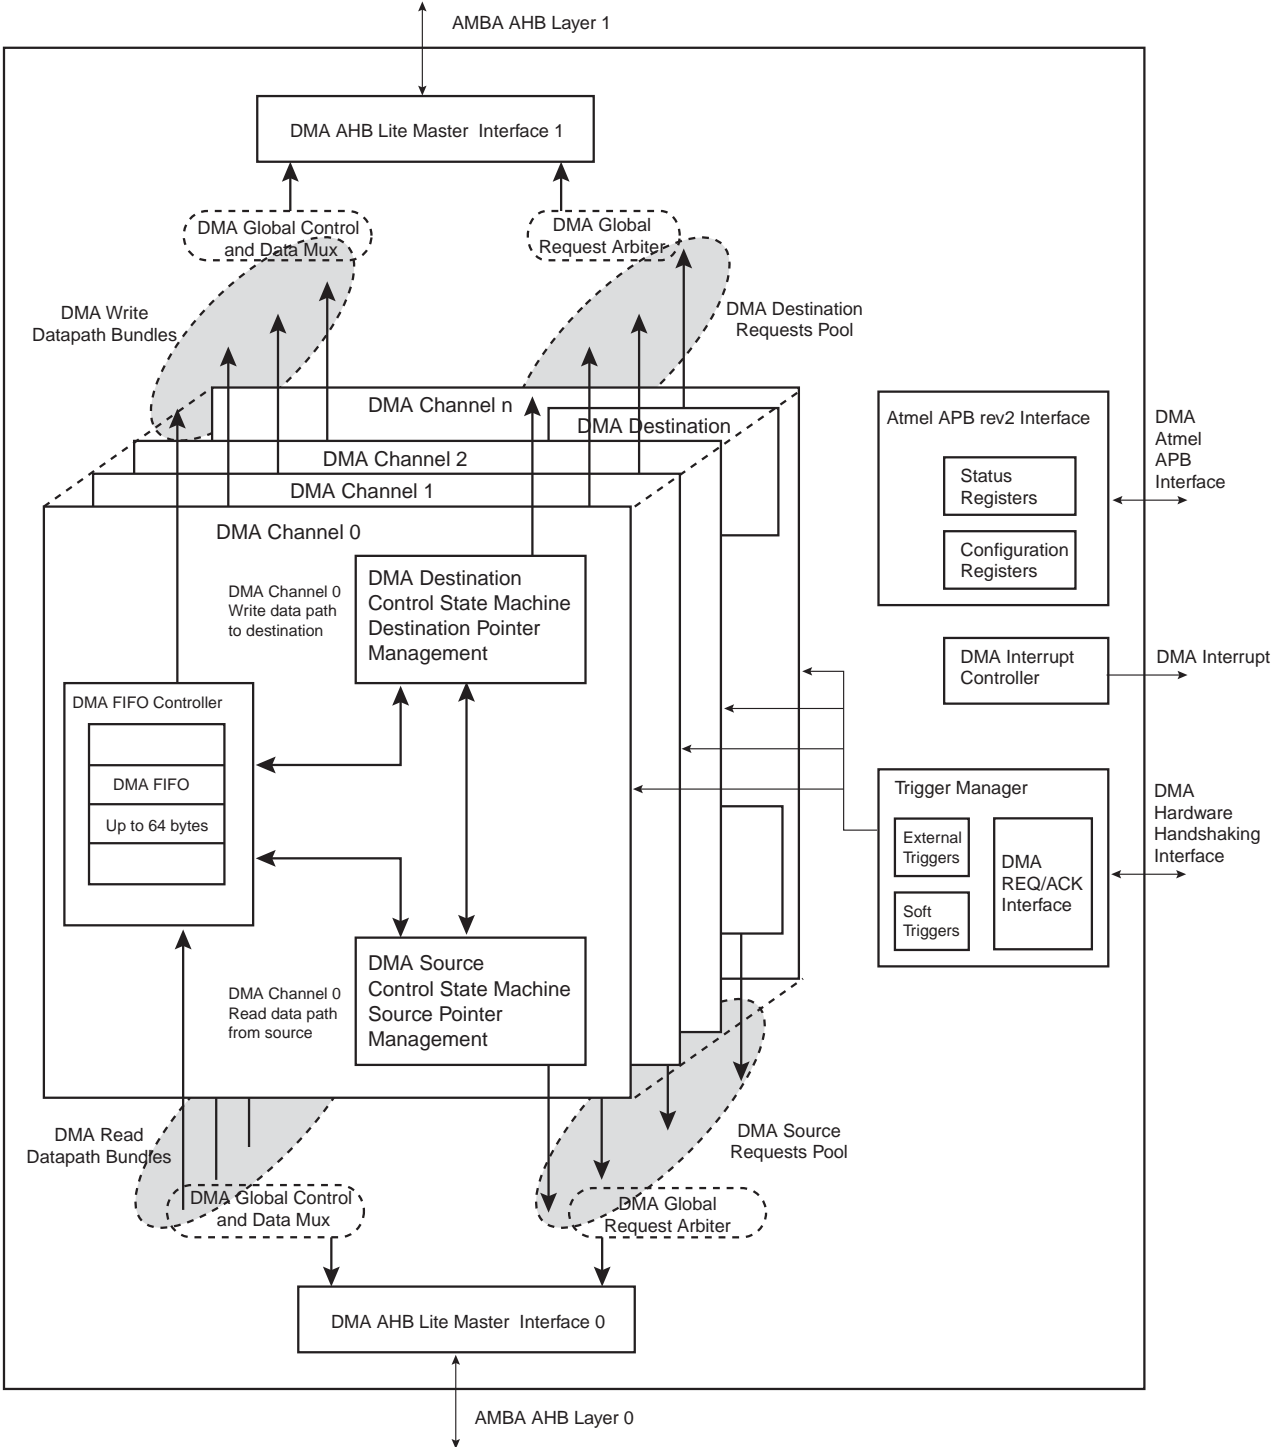 AMBA AHB Layer 1
DMA AHB Lite Master Interface 1
DMA Global Control
and Data Mux
DMA Global
Request Arbiter
DMA Write
Datapath Bundles
DMA Destination
Requests Pool
DMA Channel n
DMA Destination
DMA Channel 2
DMA Channel 1
DMA Channel 0
DMA Channel 0
Write data path
to destination
DMA Destination
Control State Machine
Destination Pointer
Management
DMA FIFO Controller
DMA FIFO
Up to 64 bytes
DMA Channel 0
Read data path
from source
DMA Source
Control State Machine
Source Pointer
Management
Atmel APB rev2 Interface
Status
Registers
Configuration
Registers
DMA
Atmel
APB
Interface
DMA Interrupt
Controller
DMA Interrupt
Trigger Manager
External
Triggers
Soft
Triggers
DMA
REQ/ACK
Interface
DMA
Hardware
Handshaking
Interface
DMA Read
Datapath Bundles
DMA Source
Requests Pool
DMA Global Control
and Data Mux
DMA Global
Request Arbiter
DMA AHB Lite Master Interface 0
AMBA AHB Layer 0